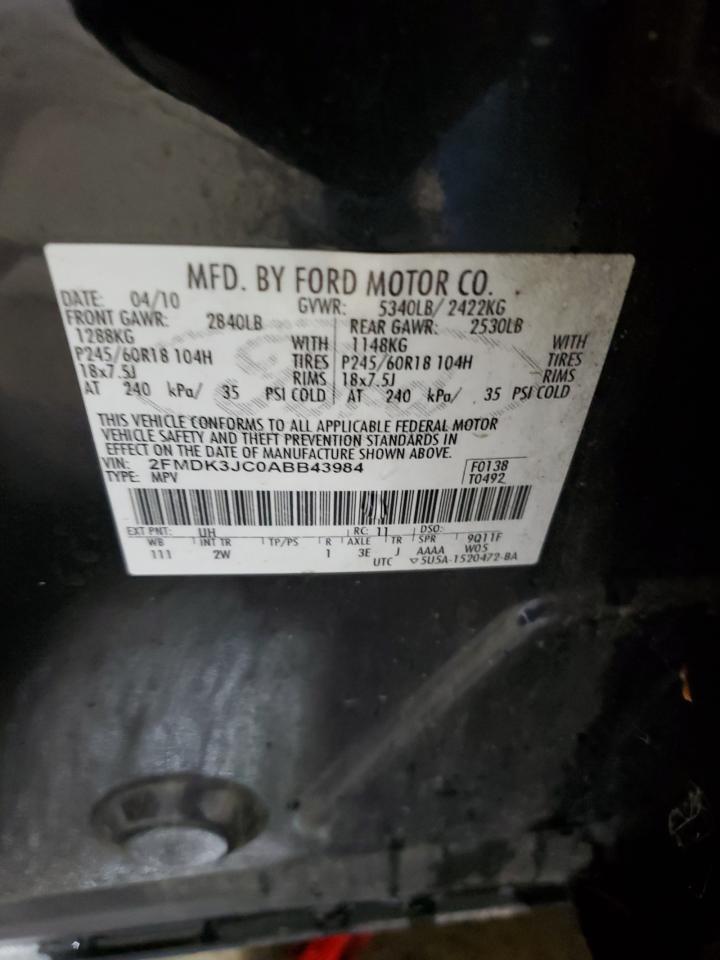 MFD. BY FORD MOTOR CO.
DATE: 04/10 GVWR: 5340LB/ 2422KG
FRONT GAWR: 2840LB REAR GAWR: 2530LB
1288KG WITH 1148KG WITH
P245/60R18 104H TIRES P245/60R18 104H TIRES
18x7.5J RIMS 18x7.5J RIMS
AT 240 kPa/ 35 PSI COLD AT 240 kPa/ 35 PSI COLD
THIS VEHICLE CONFORMS TO ALL APPLICABLE FEDERAL MOTOR
VEHICLE SAFETY AND THEFT PREVENTION STANDARDS IN
EFFECT ON THE DATE OF MANUFACTURE SHOWN ABOVE.
VIN: 2FMDK3JC0ABB43984 F0138
TYPE: MPV T0492
EXT PNT: UH RC: 11 DSO:
WB INT TR TP/PS R AXLE TR SPR 9Q11F
111 2W 1 3E J AAAA W05
UTC ▽5U5A-1520472-BA